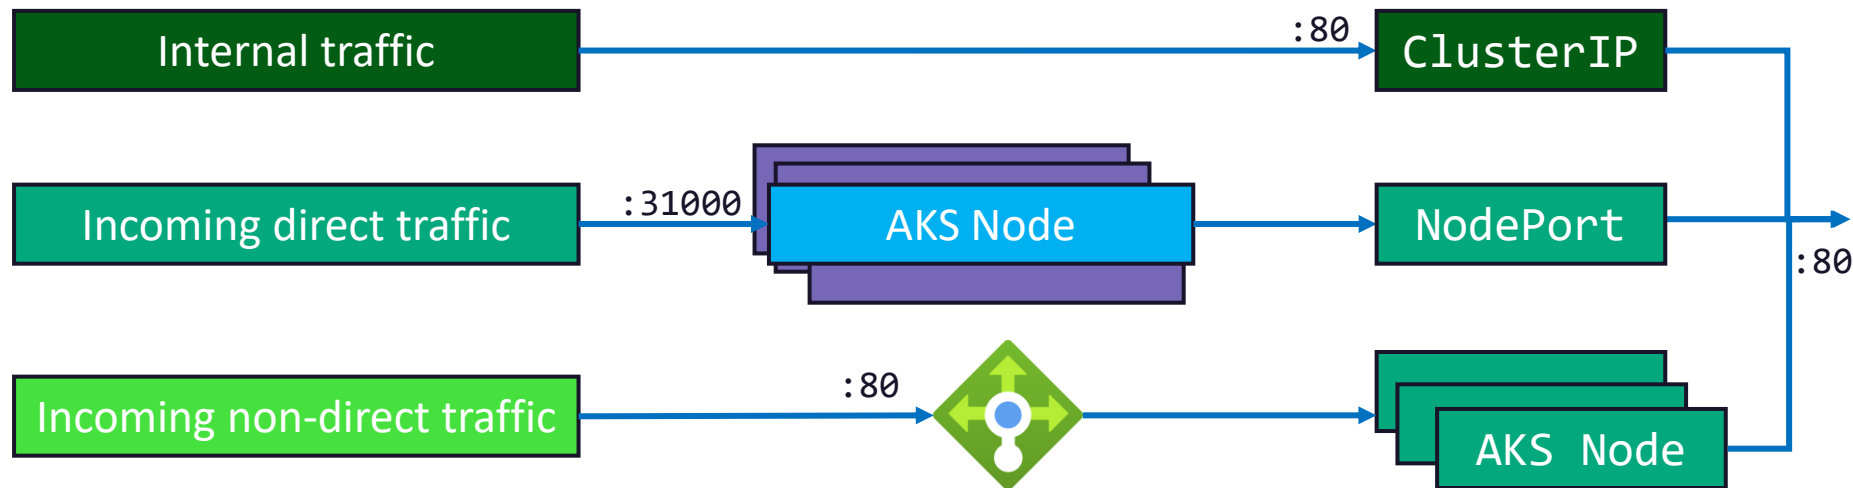 Internal traffic
:80
ClusterIP
Incoming direct traffic
:31000
AKS Node
NodePort
:80
Incoming non-direct traffic
:80
AKS Node